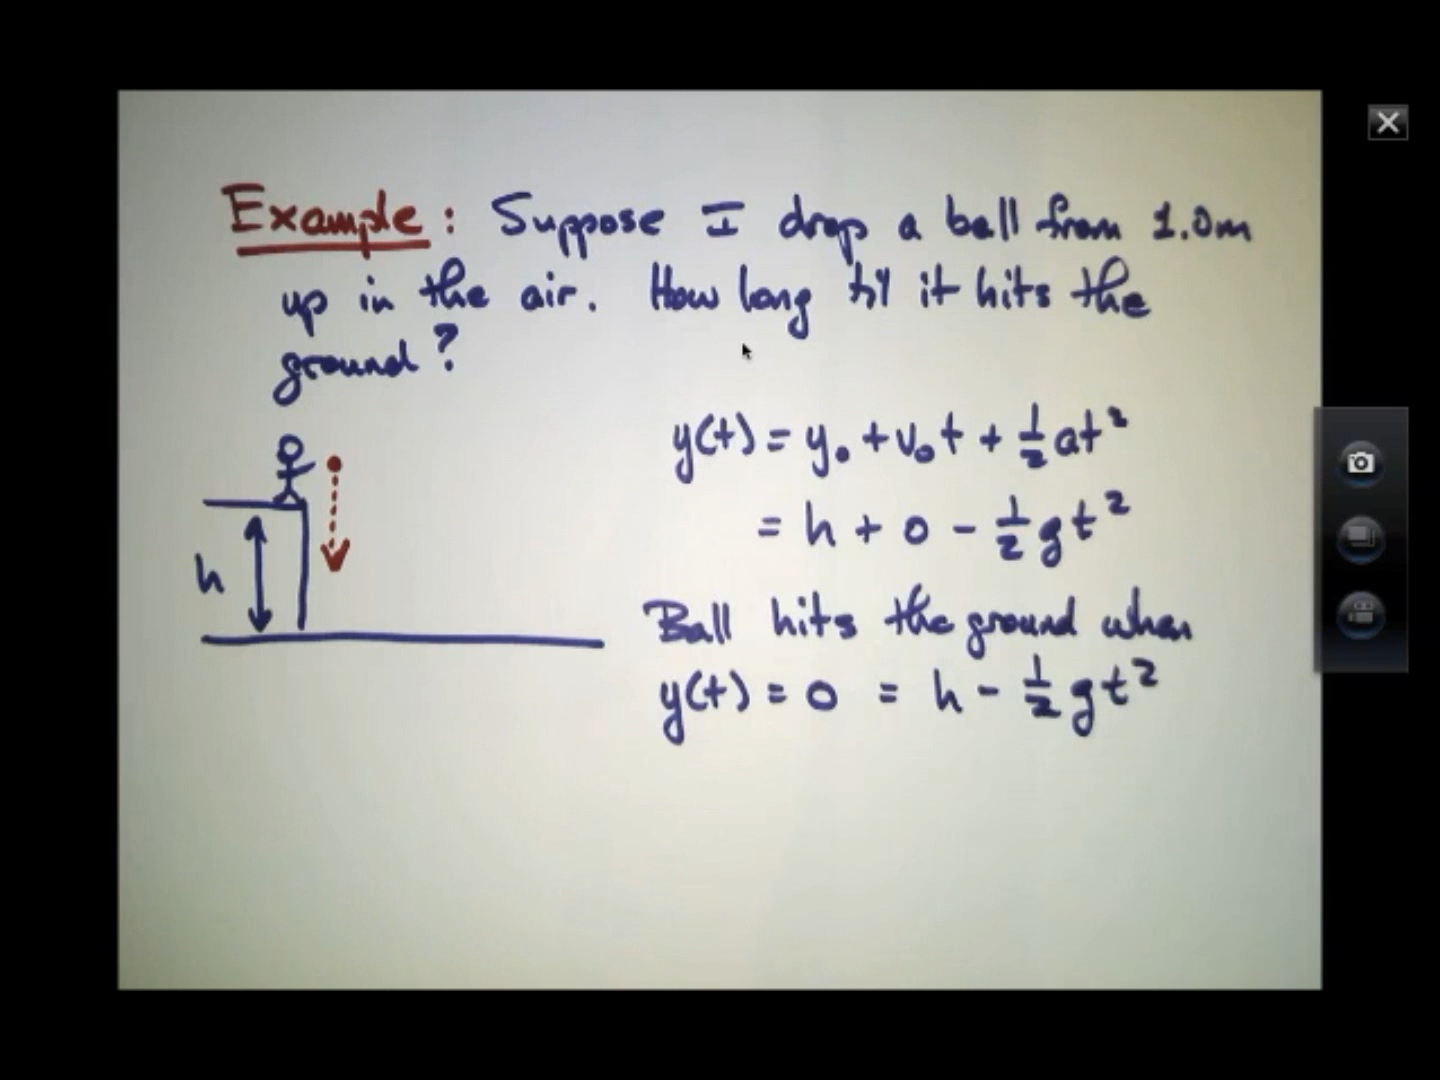 Example: Suppose I drop a ball from 1.0m
up in the air. How long til it hits the
ground?
y(t) = y₀ + v₀t + ½at²
= h + 0 - ½gt²
h
Ball hits the ground when
y(t) = 0 = h - ½gt²